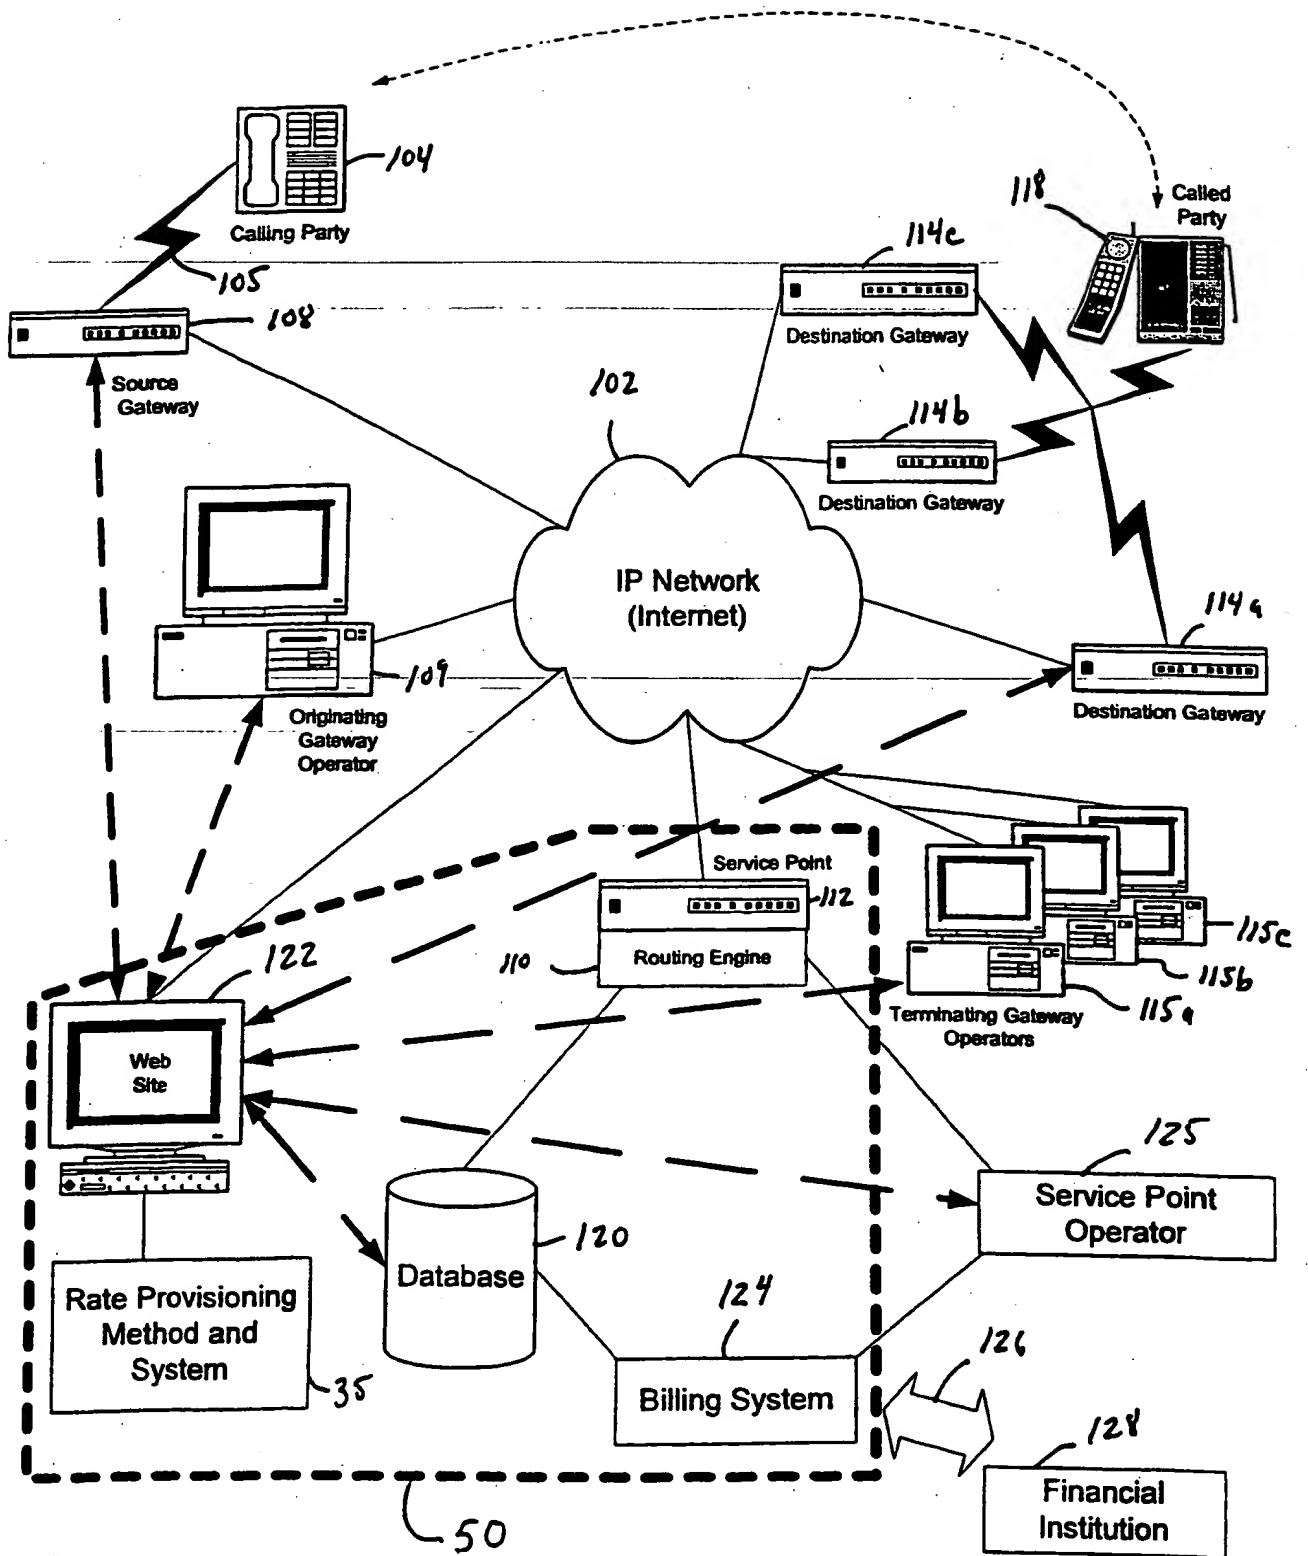 104
Calling Party
118
Called
Party
114c
105
108
Destination Gateway
Source
Gateway
102
114b
Destination Gateway
IP Network
(Internet)
114a
109
Destination Gateway
Originating
Gateway
Operator
Service Point
112
110
Routing Engine
115c
115b
115a
Terminating Gateway
Operators
122
Web
Site
125
Service Point
Operator
120
Database
Rate Provisioning
Method and
System
35
124
Billing System
126
128
Financial
Institution
50